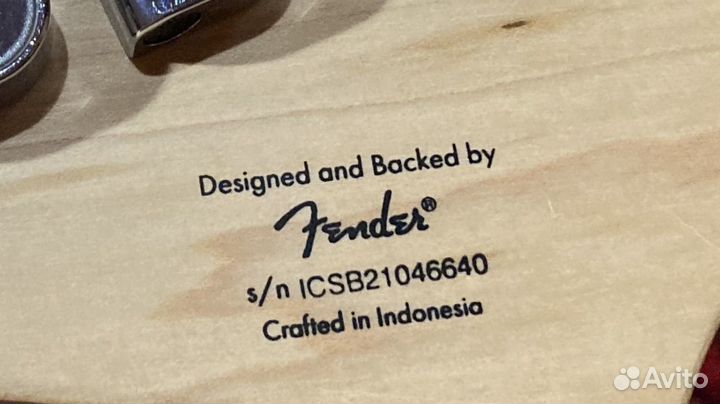 Designed and Backed by
Fender®
s/n ICSB21046640
Crafted in Indonesia
Avito